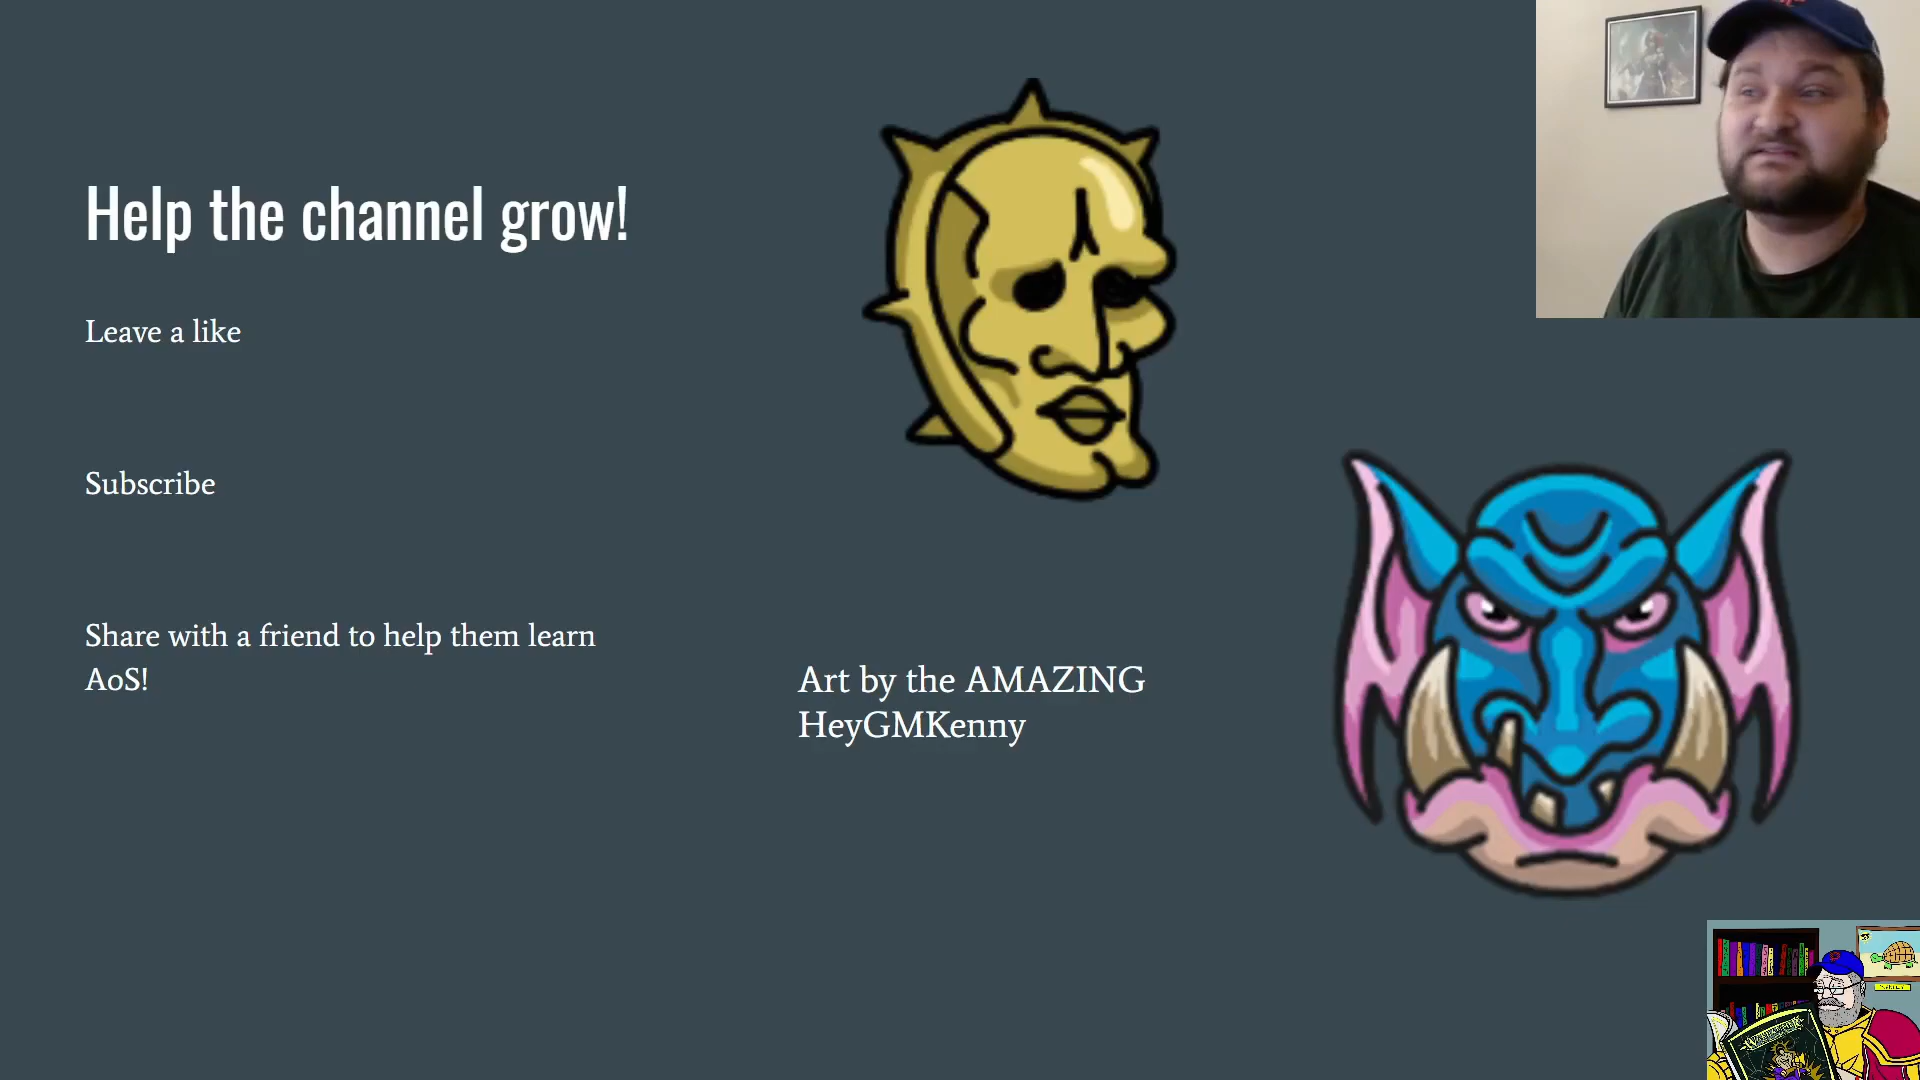 Help the channel grow!
Leave a like
Subscribe
Share with a friend to help them learn
AoS!
Art by the AMAZING
HeyGMKenny